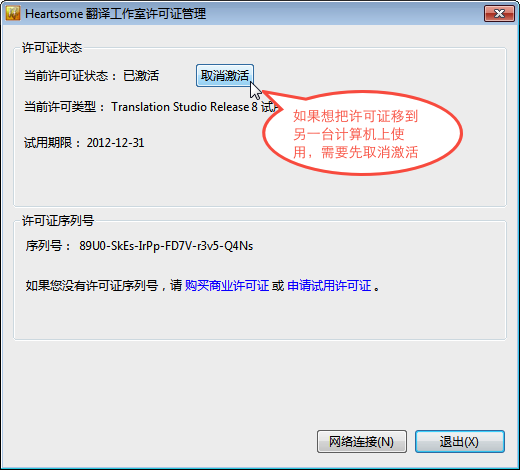 Heartsome 翻译工作室许可证管理
许可证状态
当前许可证状态： 已激活
取消激活
当前许可类型： Translation Studio Release 8 试用
如果想把许可证移到
另一台计算机上使
用，需要先取消激活
试用期限： 2012-12-31
许可证序列号
序列号： 89U0-SkEs-IrPp-FD7V-r3v5-Q4Ns
如果您没有许可证序列号，请 购买商业许可证 或 申请试用许可证 。
网络连接(N)
退出(X)